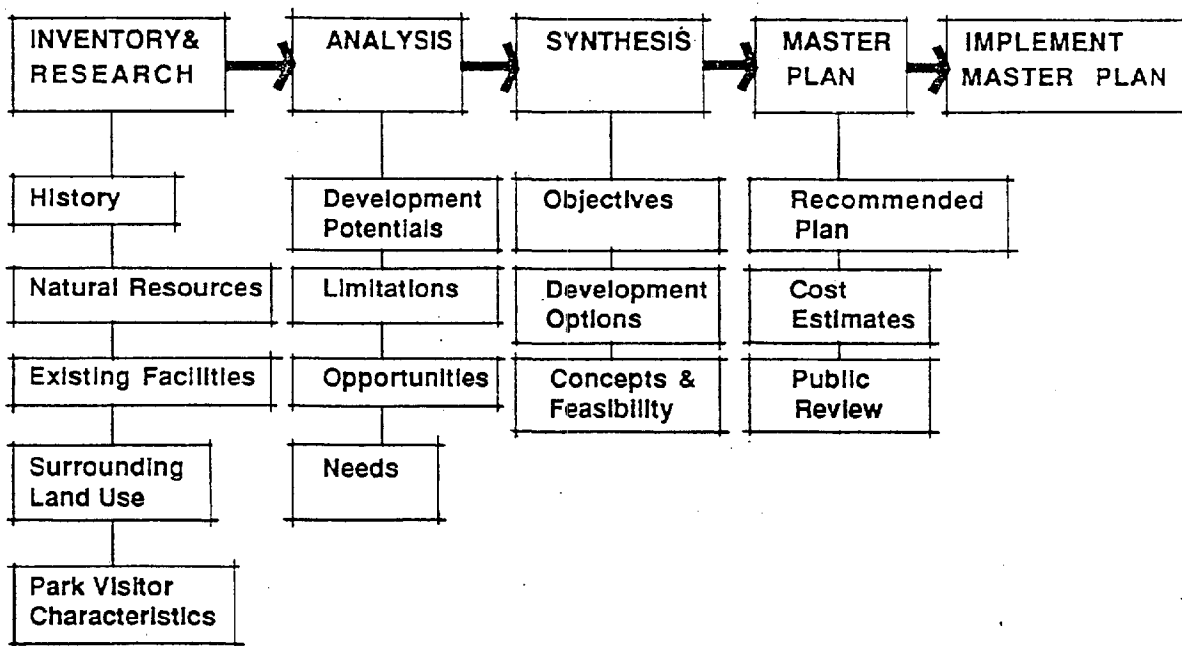 INVENTORY&
RESEARCH
ANALYSIS
SYNTHESIS
MASTER
PLAN
IMPLEMENT
MASTER PLAN
History
Natural Resources
Existing Facilities
Surrounding
Land Use
Park Visitor
Characteristics
Development
Potentials
Limitations
Opportunities
Needs
Objectives
Development
Options
Concepts &
Feasibility
Recommended
Plan
Cost
Estimates
Public
Review